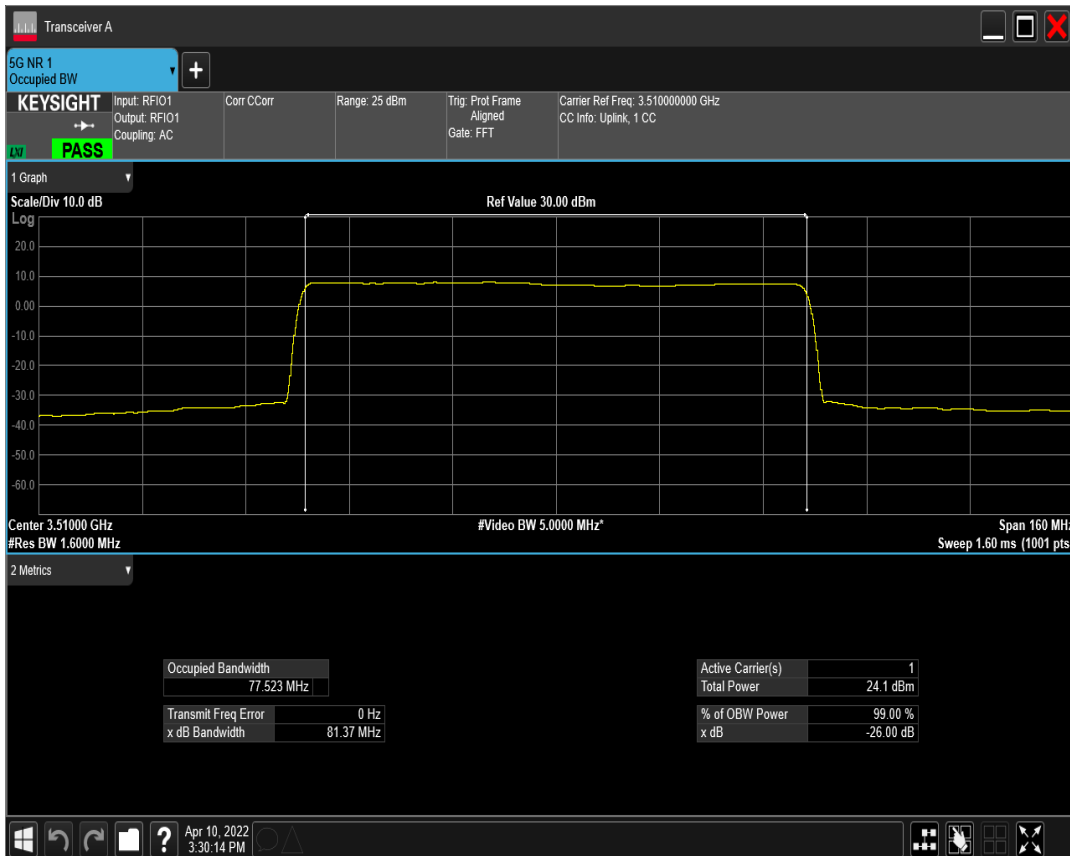 Transceiver A
5G NR 1
Occupied BW
+
KEYSIGHT
LXI
PASS
Input: RFIO1
Output: RFIO1
Coupling: AC
Corr CCorr
Range: 25 dBm
Trig: Prot Frame
Aligned
Gate: FFT
Carrier Ref Freq: 3.510000000 GHz
CC Info: Uplink, 1 CC
1 Graph
Scale/Div 10.0 dB
Ref Value 30.00 dBm
Log
20.0
10.0
0.00
-10.0
-20.0
-30.0
-40.0
-50.0
-60.0
Center 3.51000 GHz
#Video BW 5.0000 MHz*
Span 160 MHz
#Res BW 1.6000 MHz
Sweep 1.60 ms (1001 pts
2 Metrics
Occupied Bandwidth
77.523 MHz
Transmit Freq Error 0 Hz
x dB Bandwidth 81.37 MHz
Active Carrier(s) 1
Total Power 24.1 dBm
% of OBW Power 99.00 %
x dB -26.00 dB
?
Apr 10, 2022
3:30:14 PM